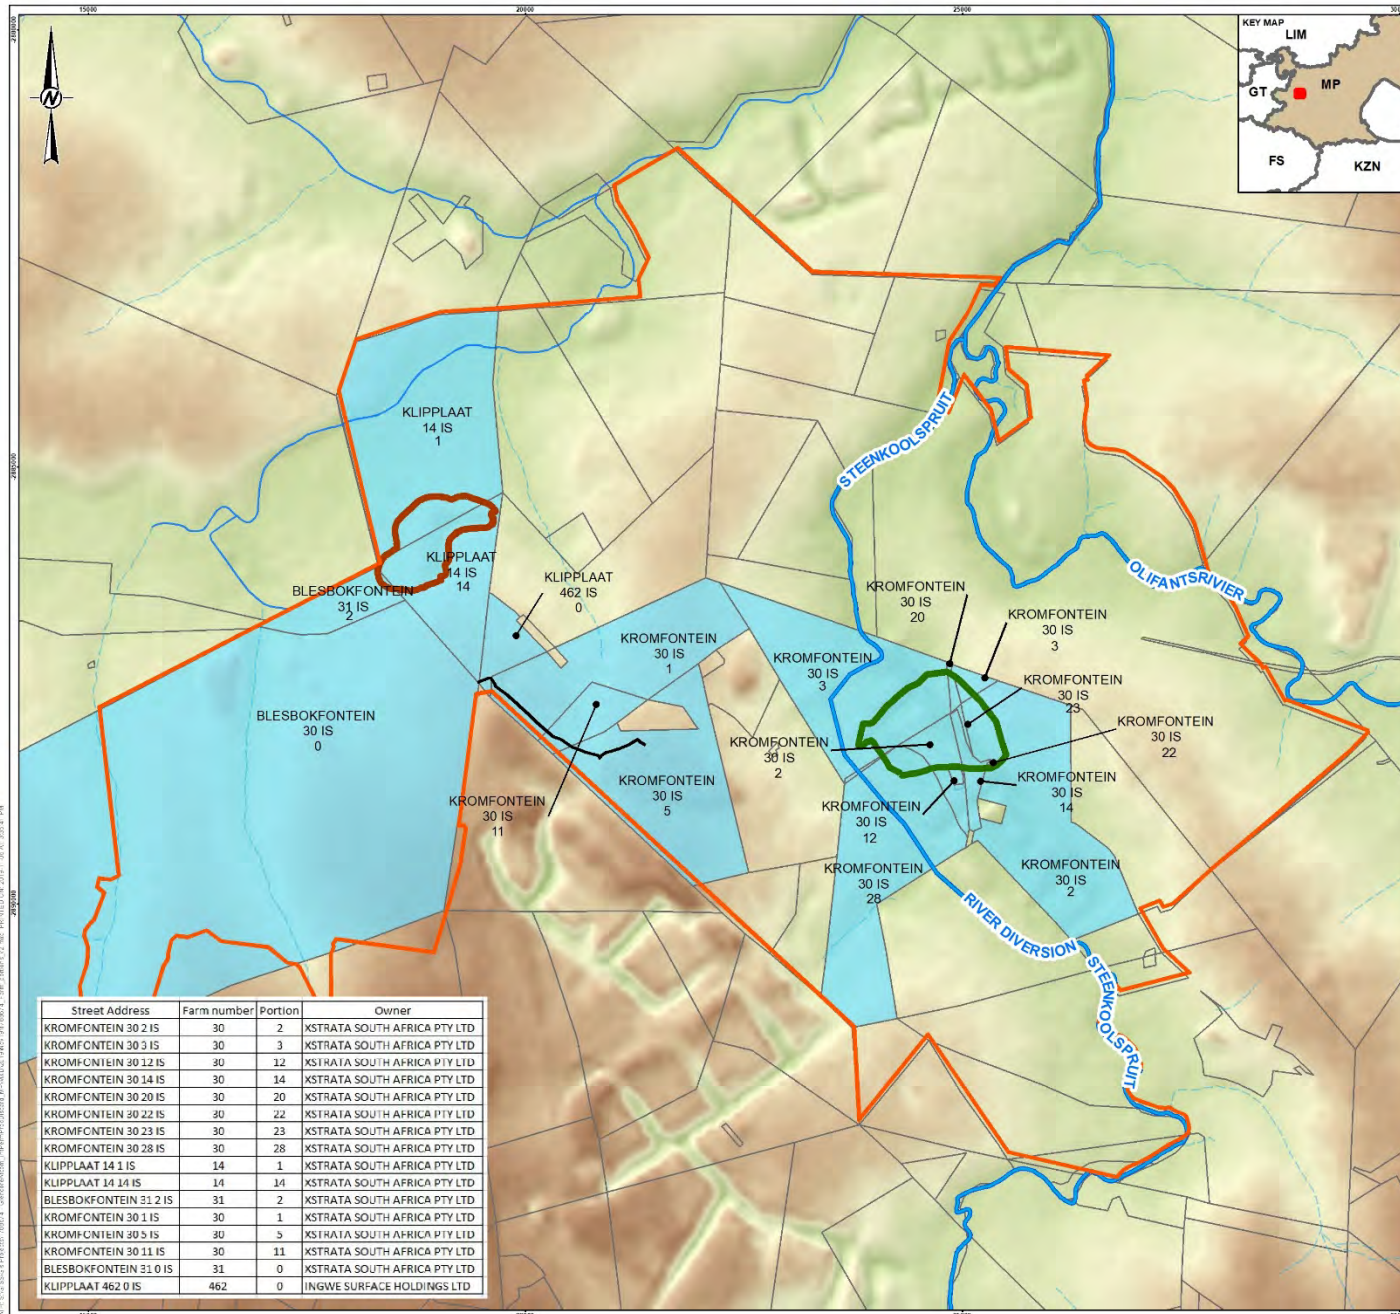 15000
20000
25000
KEY MAP
LIM
GT
MP
FS
KZN
N
KLIPPLAAT
14 IS
1
STEENKOOLSPRUIT
KLIPPLAAT
14 IS
14
KLIPPLAAT
462 IS
0
BLESBOKFONTEIN
31 IS
2
OLIFANTSRIVIER
KROMFONTEIN
30 IS
20
KROMFONTEIN
30 IS
3
KROMFONTEIN
30 IS
1
KROMFONTEIN
30 IS
3
KROMFONTEIN
30 IS
23
BLESBOKFONTEIN
30 IS
0
KROMFONTEIN
30 IS
22
KROMFONTEIN
30 IS
2
KROMFONTEIN
30 IS
5
KROMFONTEIN
30 IS
14
KROMFONTEIN
30 IS
11
KROMFONTEIN
30 IS
12
KROMFONTEIN
30 IS
28
KROMFONTEIN
30 IS
2
RIVER DIVERSION
STEENKOOLSPRUIT
Street Address Farm number Portion Owner
KROMFONTEIN 30 2 IS 30 2 XSTRATA SOUTH AFRICA PTY LTD
KROMFONTEIN 30 3 IS 30 3 XSTRATA SOUTH AFRICA PTY LTD
KROMFONTEIN 30 12 IS 30 12 XSTRATA SOUTH AFRICA PTY LTD
KROMFONTEIN 30 14 IS 30 14 XSTRATA SOUTH AFRICA PTY LTD
KROMFONTEIN 30 20 IS 30 20 XSTRATA SOUTH AFRICA PTY LTD
KROMFONTEIN 30 22 IS 30 22 XSTRATA SOUTH AFRICA PTY LTD
KROMFONTEIN 30 23 IS 30 23 XSTRATA SOUTH AFRICA PTY LTD
KROMFONTEIN 30 28 IS 30 28 XSTRATA SOUTH AFRICA PTY LTD
KLIPPLAAT 14 1 IS 14 1 XSTRATA SOUTH AFRICA PTY LTD
KLIPPLAAT 14 14 IS 14 14 XSTRATA SOUTH AFRICA PTY LTD
BLESBOKFONTEIN 31 2 IS 31 2 XSTRATA SOUTH AFRICA PTY LTD
KROMFONTEIN 30 1 IS 30 1 XSTRATA SOUTH AFRICA PTY LTD
KROMFONTEIN 30 5 IS 30 5 XSTRATA SOUTH AFRICA PTY LTD
KROMFONTEIN 30 11 IS 30 11 XSTRATA SOUTH AFRICA PTY LTD
BLESBOKFONTEIN 31 0 IS 31 0 XSTRATA SOUTH AFRICA PTY LTD
KLIPPLAAT 462 0 IS 462 0 INGWE SURFACE HOLDINGS LTD